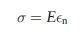 σ = Eϵₙ